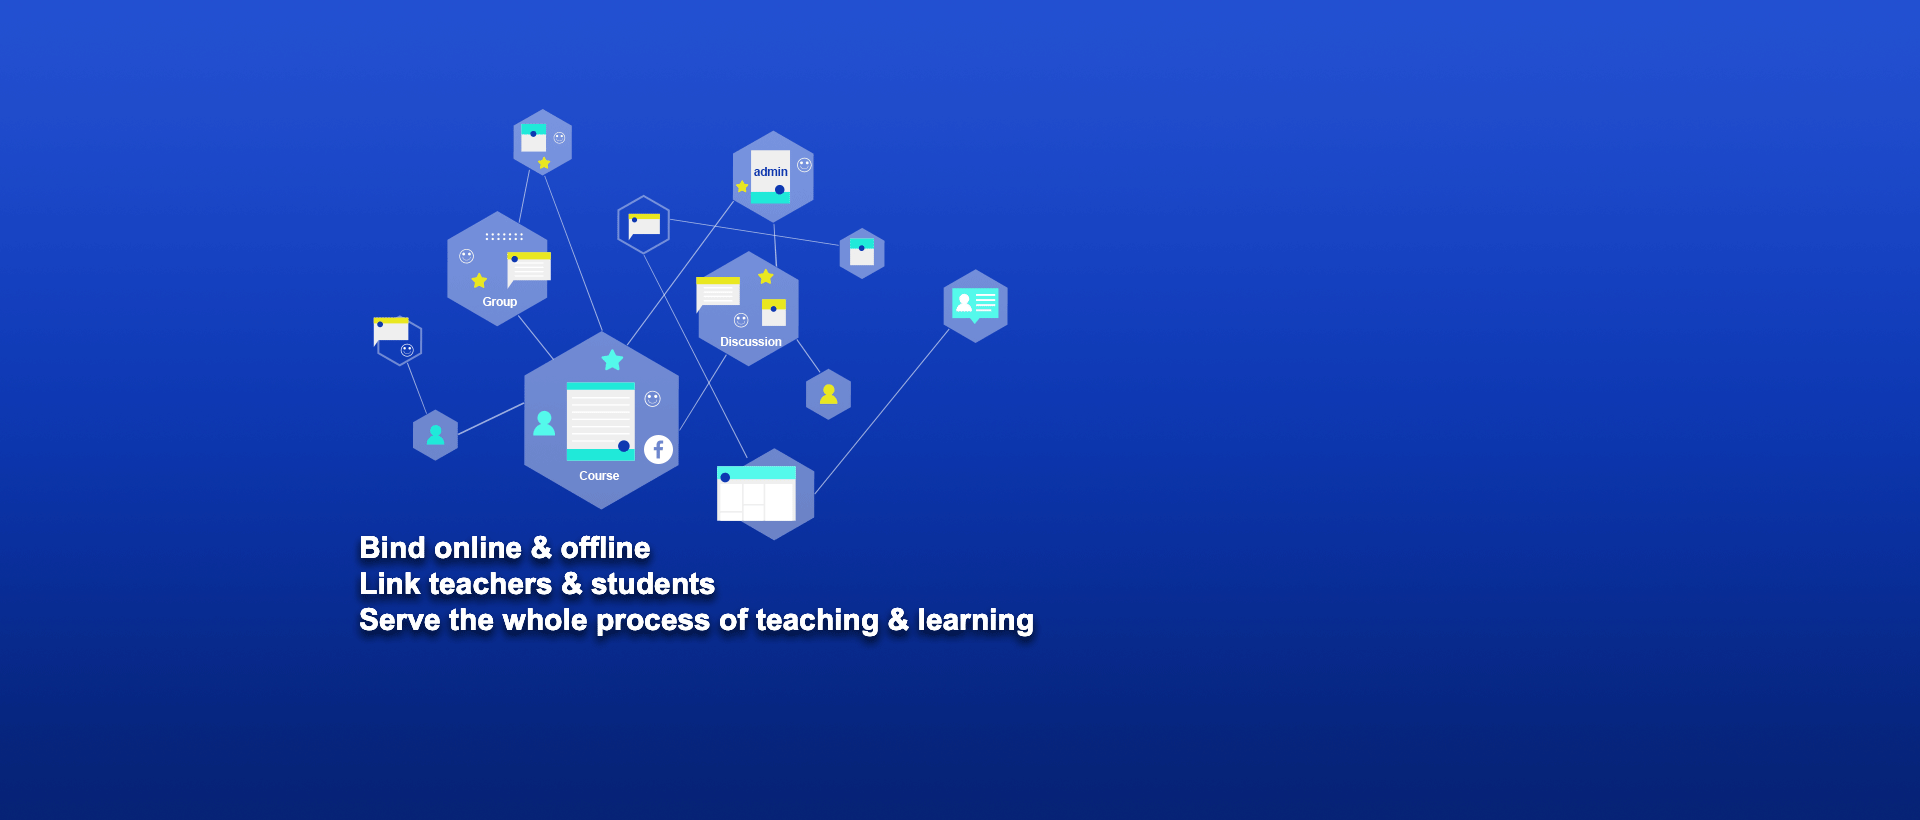 admin
Group
Discussion
Course
Bind online & offline
Link teachers & students
Serve the whole process of teaching & learning